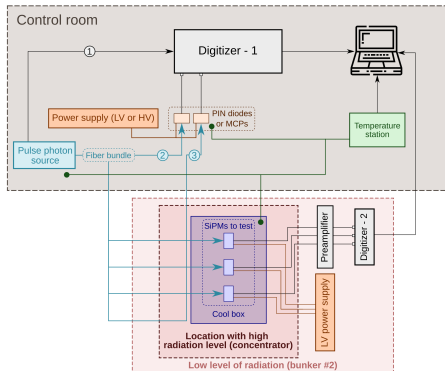 Control room
1
Digitizer - 1
Power supply (LV or HV)
PIN diodes
or MCPs
Temperature
station
Pulse photon
source
Fiber bundle
2
3
SiPMs to test
Cool box
Preamplifier
Digitizer - 2
LV power supply
Location with high
radiation level (concentrator)
Low level of radiation (bunker #2)